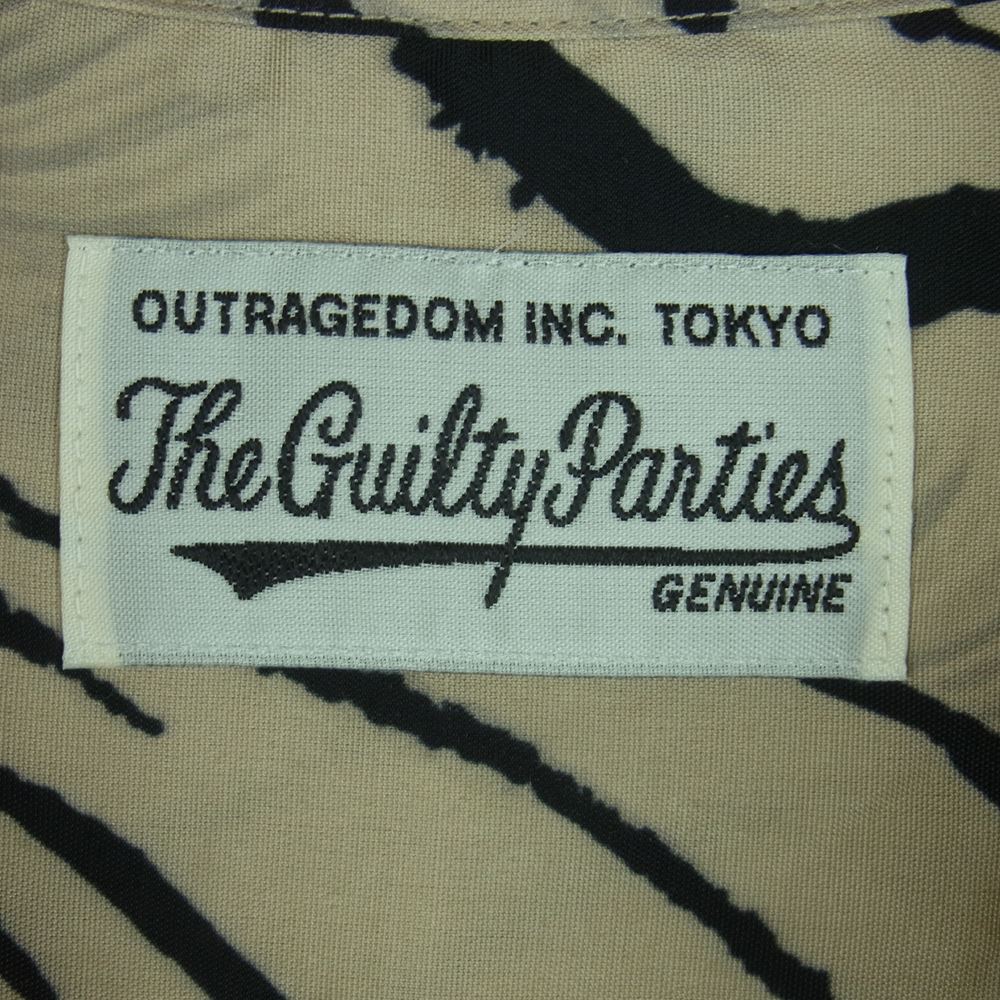 OUTRAGEDOM INC. TOKYO
The Guilty Parties
GENUINE